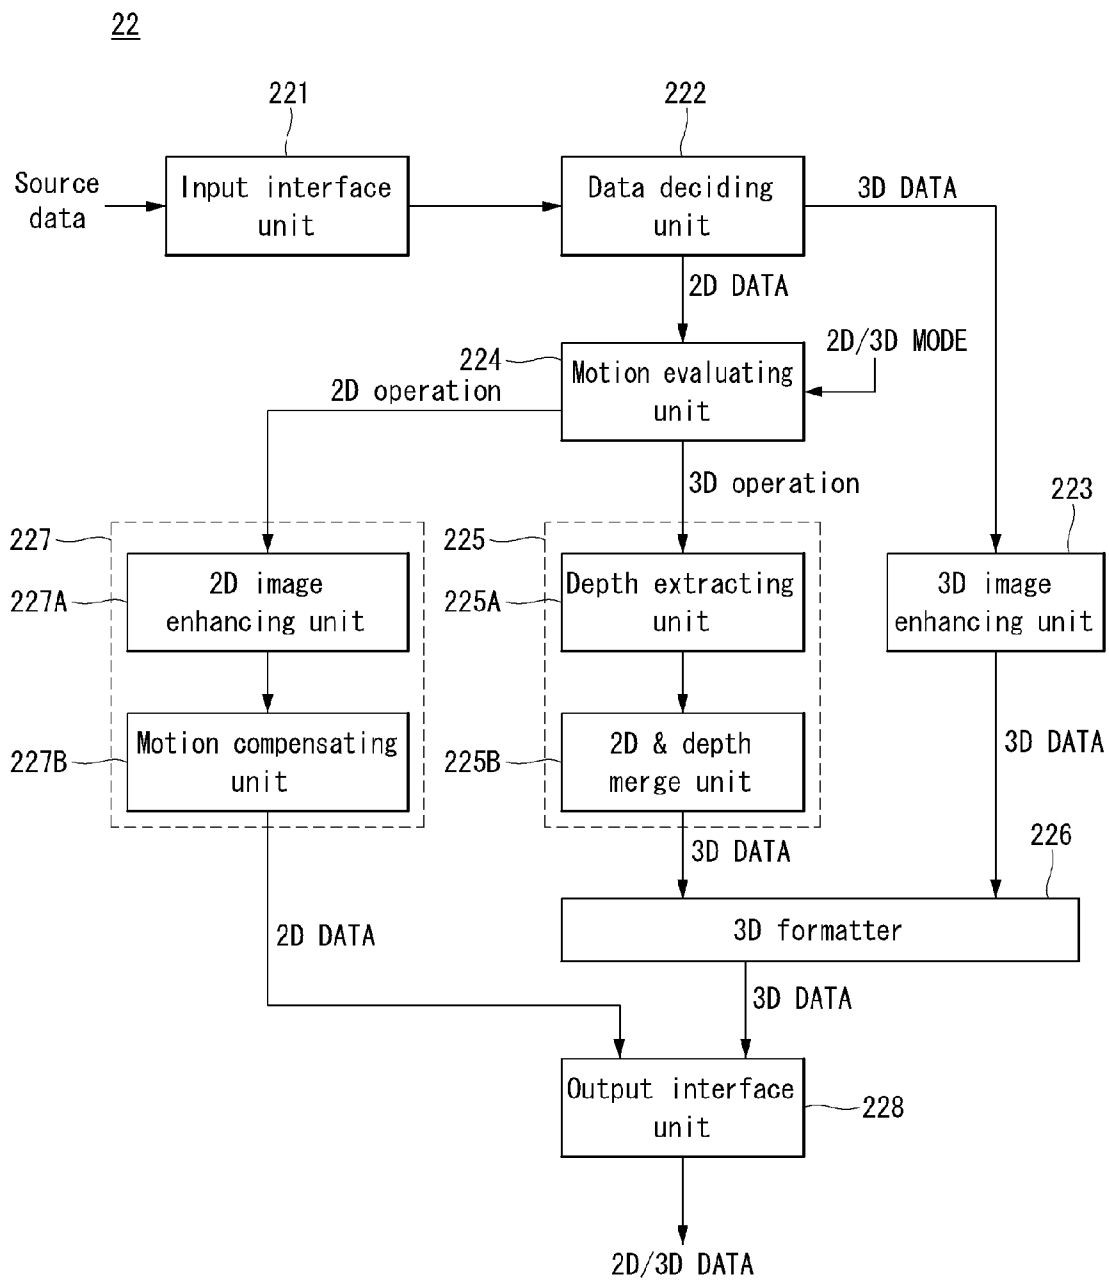 22
221
222
Source
data
Input interface
unit
Data deciding
unit
3D DATA
2D DATA
224
2D/3D MODE
Motion evaluating
unit
2D operation
3D operation
223
227
225
227A
2D image
enhancing unit
225A
Depth extracting
unit
3D image
enhancing unit
227B
Motion compensating
unit
225B
2D & depth
merge unit
3D DATA
3D DATA
226
2D DATA
3D formatter
3D DATA
Output interface
unit
228
2D/3D DATA